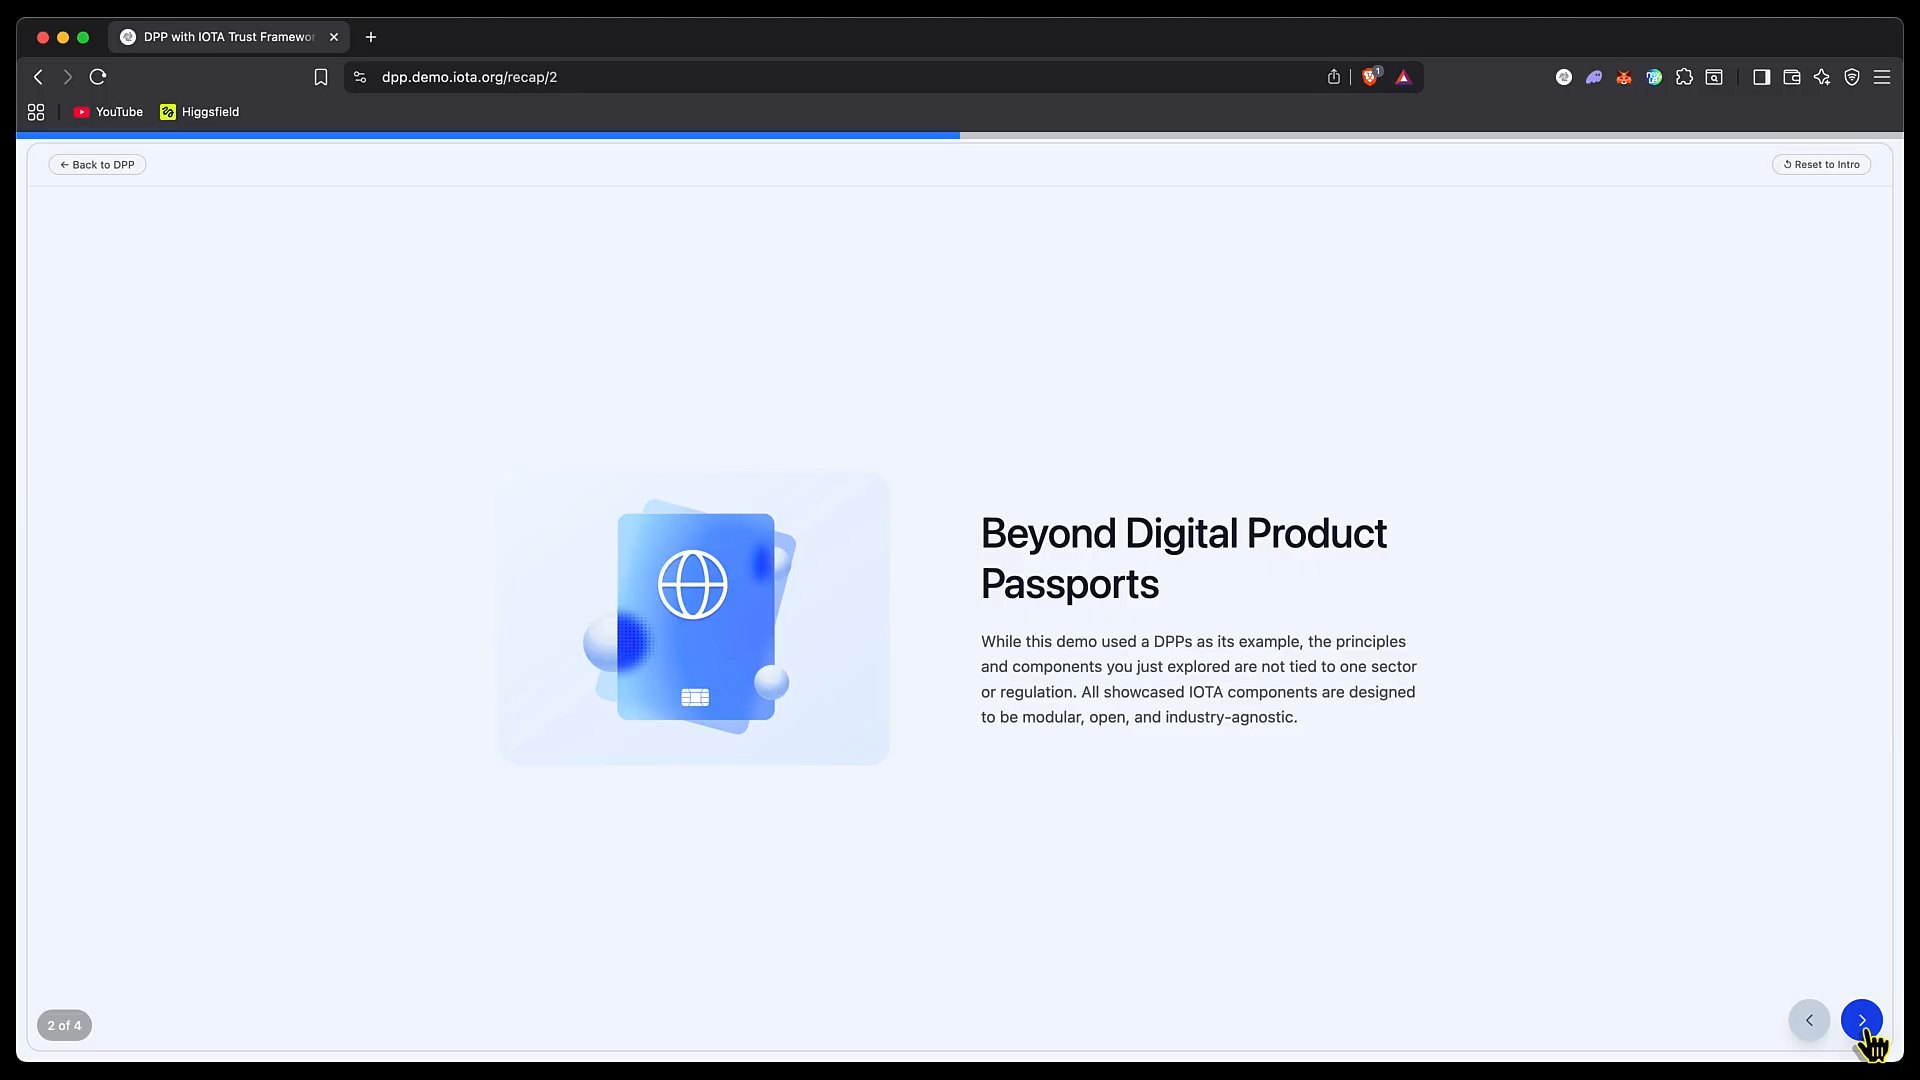 DPP with IOTA Trust Framewor
dpp.demo.iota.org/recap/2
1
YouTube
Higgsfield
← Back to DPP
Reset to Intro
Beyond Digital Product
Passports
While this demo used a DPPs as its example, the principles
and components you just explored are not tied to one sector
or regulation. All showcased IOTA components are designed
to be modular, open, and industry-agnostic.
2 of 4